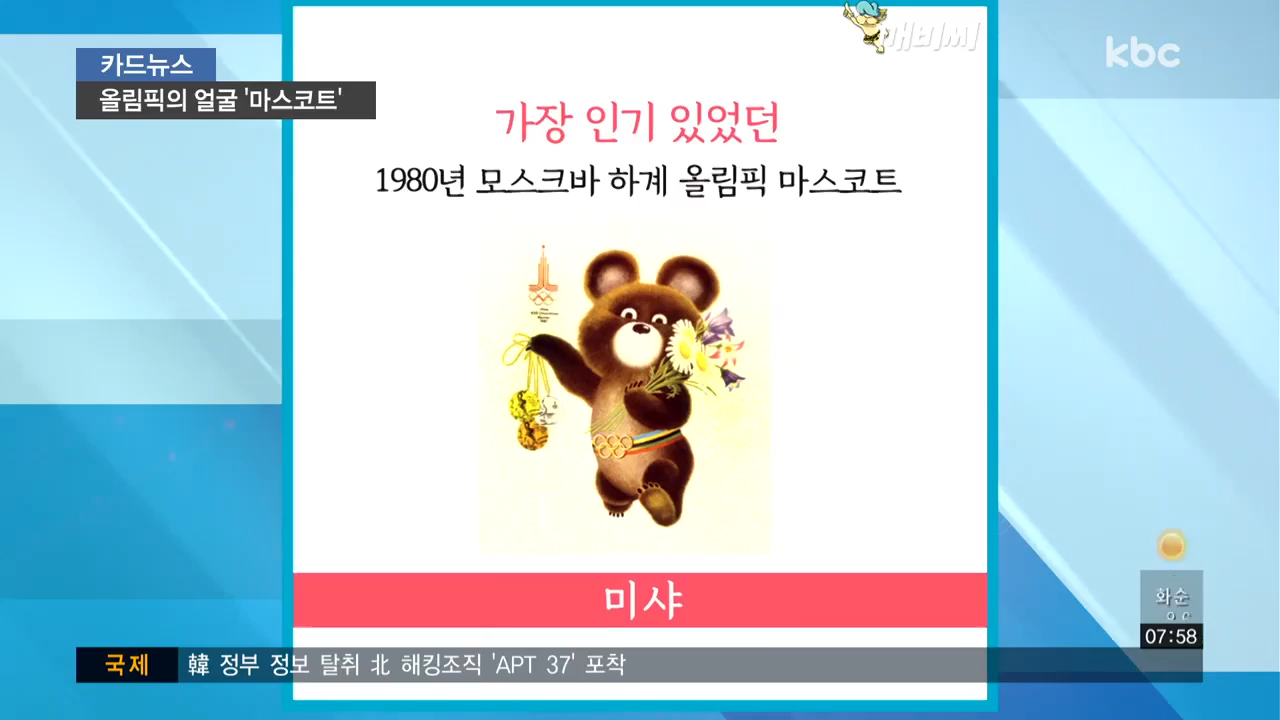 깨비씨
kbc
카드뉴스
올림픽의 얼굴 '마스코트'
가장 인기 있었던
1980년 모스크바 하계 올림픽 마스코트
미샤
화순
07:58
국제
韓 정부 정보 탈취 北 해킹조직 'APT 37' 포착